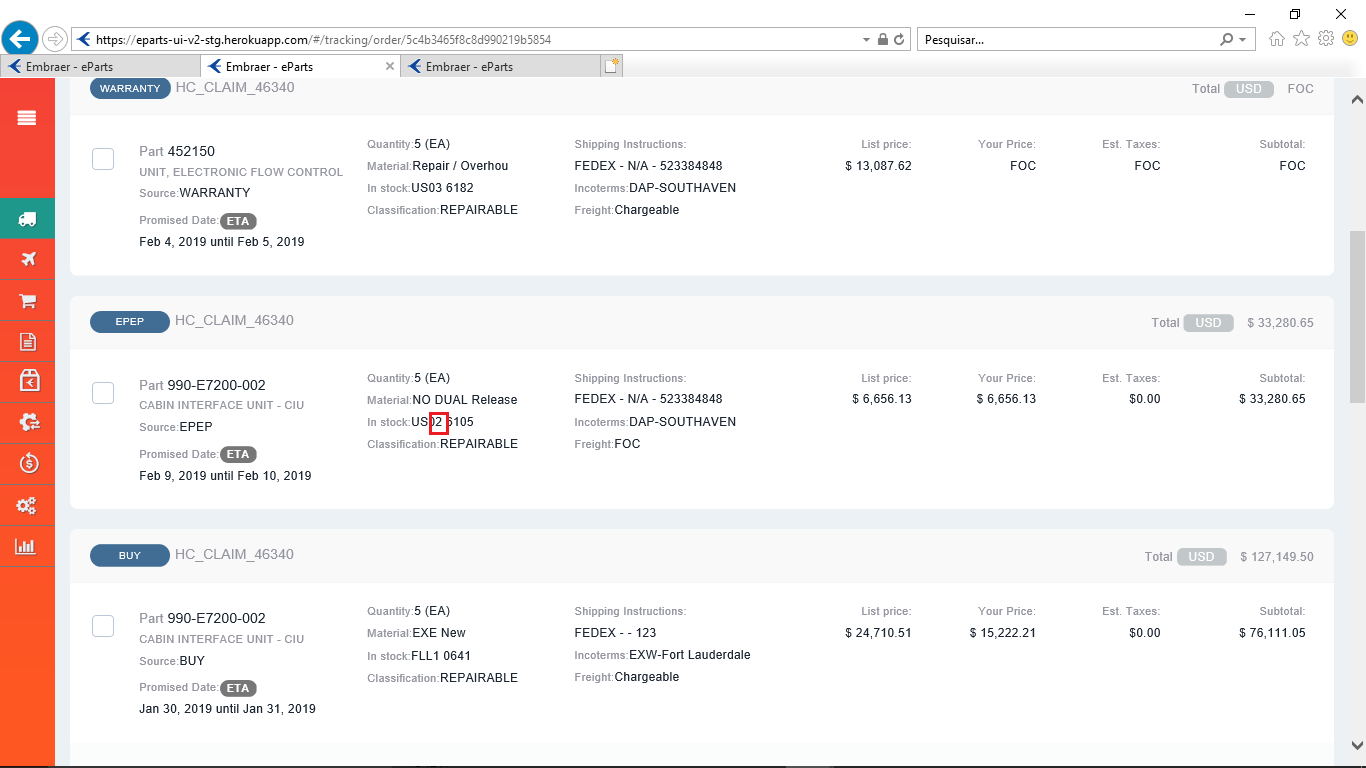 https://eparts-ui-v2-stg.herokuapp.com/#/tracking/order/5c4b3465f8c8d990219b5854
Pesquisar...
Embraer - eParts
Embraer - eParts
Embraer - eParts
WARRANTY HC_CLAIM_46340
Total USD FOC
Part 452150
UNIT, ELECTRONIC FLOW CONTROL
Source:WARRANTY
Promised Date: ETA
Feb 4, 2019 until Feb 5, 2019
Quantity:5 (EA)
Material:Repair / Overhou
In stock:US03 6182
Classification:REPAIRABLE
Shipping Instructions:
FEDEX - N/A - 523384848
Incoterms:DAP-SOUTHAVEN
Freight:Chargeable
List price:
$ 13,087.62
Your Price:
FOC
Est. Taxes:
FOC
Subtotal:
FOC
EPEP HC_CLAIM_46340
Total USD $ 33,280.65
Part 990-E7200-002
CABIN INTERFACE UNIT - CIU
Source:EPEP
Promised Date: ETA
Feb 9, 2019 until Feb 10, 2019
Quantity:5 (EA)
Material:NO DUAL Release
In stock:US02 6105
Classification:REPAIRABLE
Shipping Instructions:
FEDEX - N/A - 523384848
Incoterms:DAP-SOUTHAVEN
Freight:FOC
List price:
$ 6,656.13
Your Price:
$ 6,656.13
Est. Taxes:
$0.00
Subtotal:
$ 33,280.65
BUY HC_CLAIM_46340
Total USD $ 127,149.50
Part 990-E7200-002
CABIN INTERFACE UNIT - CIU
Source:BUY
Promised Date: ETA
Jan 30, 2019 until Jan 31, 2019
Quantity:5 (EA)
Material:EXE New
In stock:FLL1 0641
Classification:REPAIRABLE
Shipping Instructions:
FEDEX - - 123
Incoterms:EXW-Fort Lauderdale
Freight:Chargeable
List price:
$ 24,710.51
Your Price:
$ 15,222.21
Est. Taxes:
$0.00
Subtotal:
$ 76,111.05